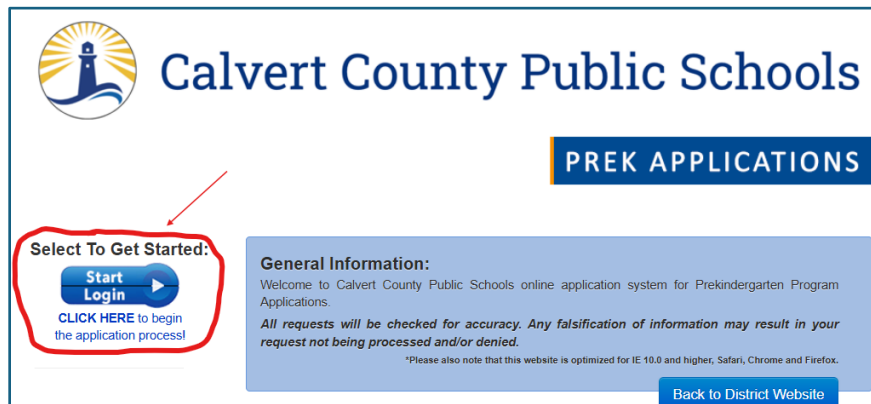 Calvert County Public Schools
PREK APPLICATIONS
Select To Get Started:
Start
Login
CLICK HERE to begin
the application process!
General Information:
Welcome to Calvert County Public Schools online application system for Prekindergarten Program
Applications.
All requests will be checked for accuracy. Any falsification of information may result in your
request not being processed and/or denied.
*Please also note that this website is optimized for IE 10.0 and higher, Safari, Chrome and Firefox.
Back to District Website